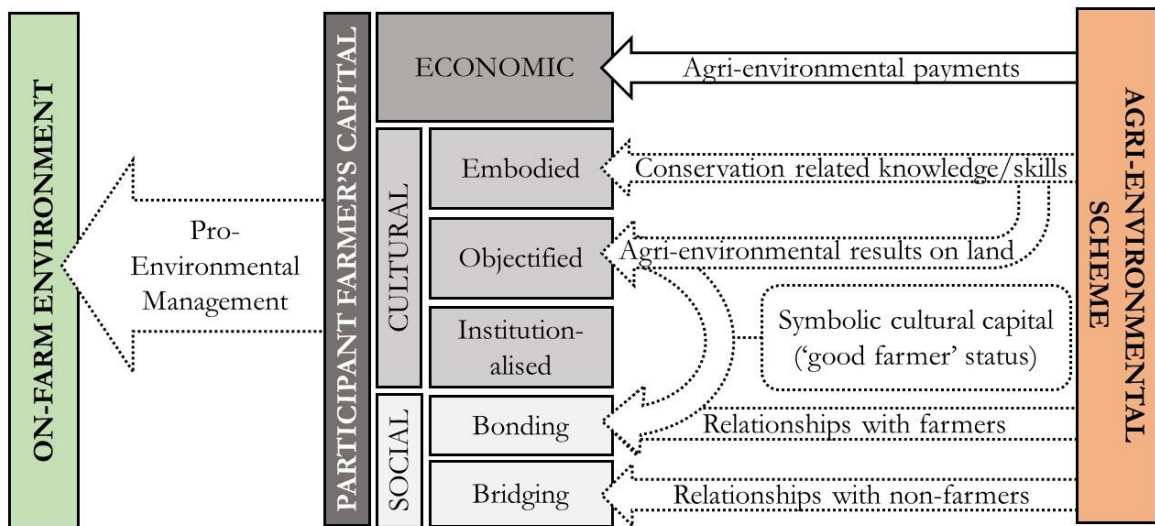 ON-FARM ENVIRONMENT
Pro-
Environmental
Management
PARTICIPANT FARMER'S CAPITAL
ECONOMIC
CULTURAL
Embodied
Objectified
Institution-
alised
SOCIAL
Bonding
Bridging
Agri-environmental payments
Conservation related knowledge/skills
Agri-environmental results on land
Symbolic cultural capital
(‘good farmer’ status)
Relationships with farmers
Relationships with non-farmers
AGRI-ENVIRONMENTAL
SCHEME